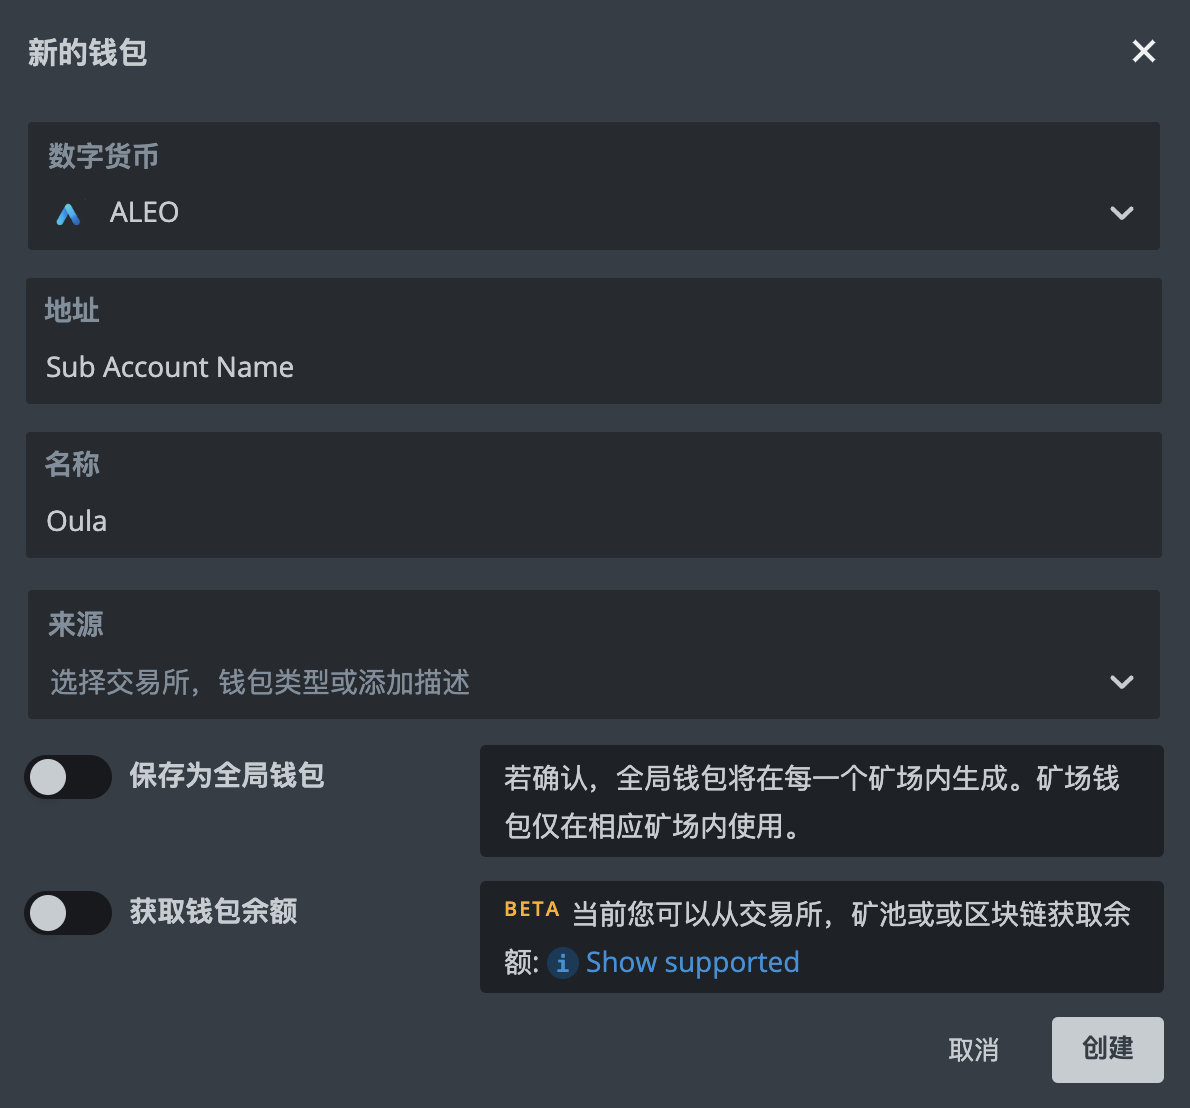 新的钱包
数字货币
ALEO
地址
Sub Account Name
名称
Oula
来源
选择交易所，钱包类型或添加描述
保存为全局钱包
若确认，全局钱包将在每一个矿场内生成。矿场钱
包仅在相应矿场内使用。
获取钱包余额
BETA 当前您可以从交易所，矿池或或区块链获取余
额: i Show supported
取消
创建